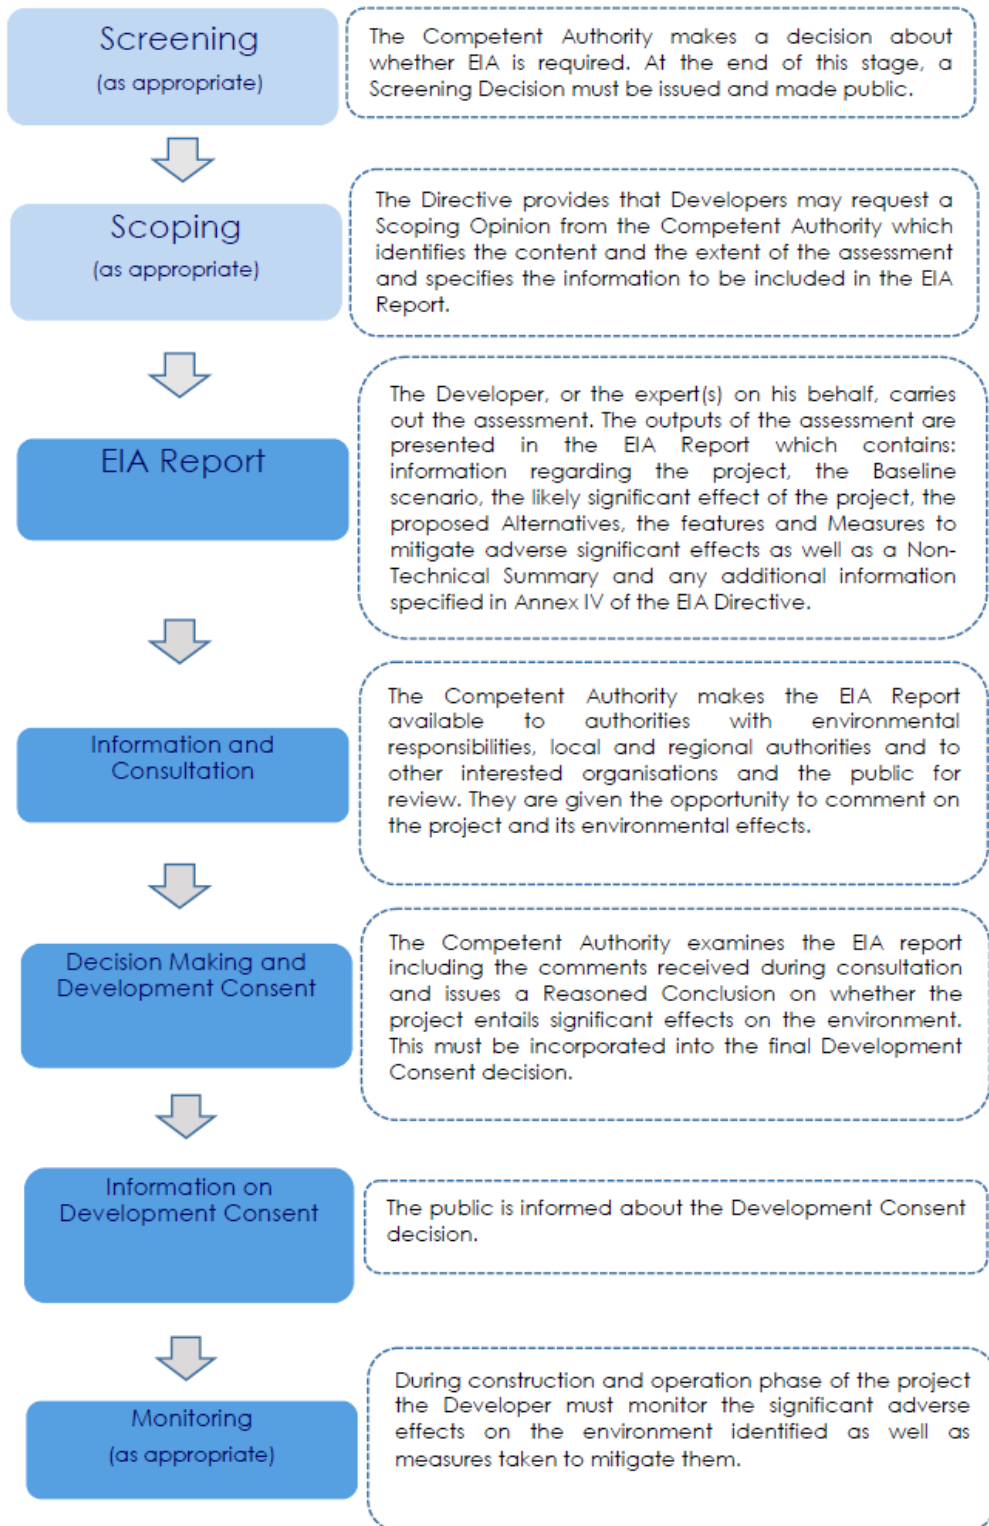 Screening
(as appropriate)
The Competent Authority makes a decision about
whether EIA is required. At the end of this stage, a
Screening Decision must be issued and made public.
Scoping
(as appropriate)
The Directive provides that Developers may request a
Scoping Opinion from the Competent Authority which
identifies the content and the extent of the assessment
and specifies the information to be included in the EIA
Report.
EIA Report
The Developer, or the expert(s) on his behalf, carries
out the assessment. The outputs of the assessment are
presented in the EIA Report which contains:
information regarding the project, the Baseline
scenario, the likely significant effect of the project, the
proposed Alternatives, the features and Measures to
mitigate adverse significant effects as well as a Non-
Technical Summary and any additional information
specified in Annex IV of the EIA Directive.
Information and
Consultation
The Competent Authority makes the EIA Report
available to authorities with environmental
responsibilities, local and regional authorities and to
other interested organisations and the public for
review. They are given the opportunity to comment on
the project and its environmental effects.
Decision Making and
Development Consent
The Competent Authority examines the EIA report
including the comments received during consultation
and issues a Reasoned Conclusion on whether the
project entails significant effects on the environment.
This must be incorporated into the final Development
Consent decision.
Information on
Development Consent
The public is informed about the Development Consent
decision.
Monitoring
(as appropriate)
During construction and operation phase of the project
the Developer must monitor the significant adverse
effects on the environment identified as well as
measures taken to mitigate them.